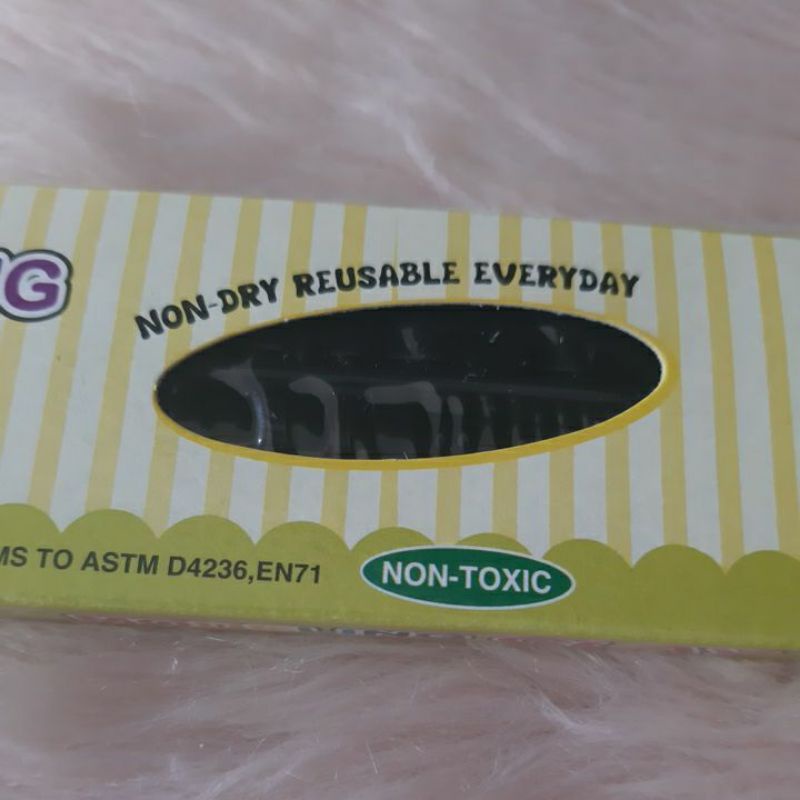 G
NON-DRY REUSABLE EVERYDAY
MS TO ASTM D4236,EN71
NON-TOXIC